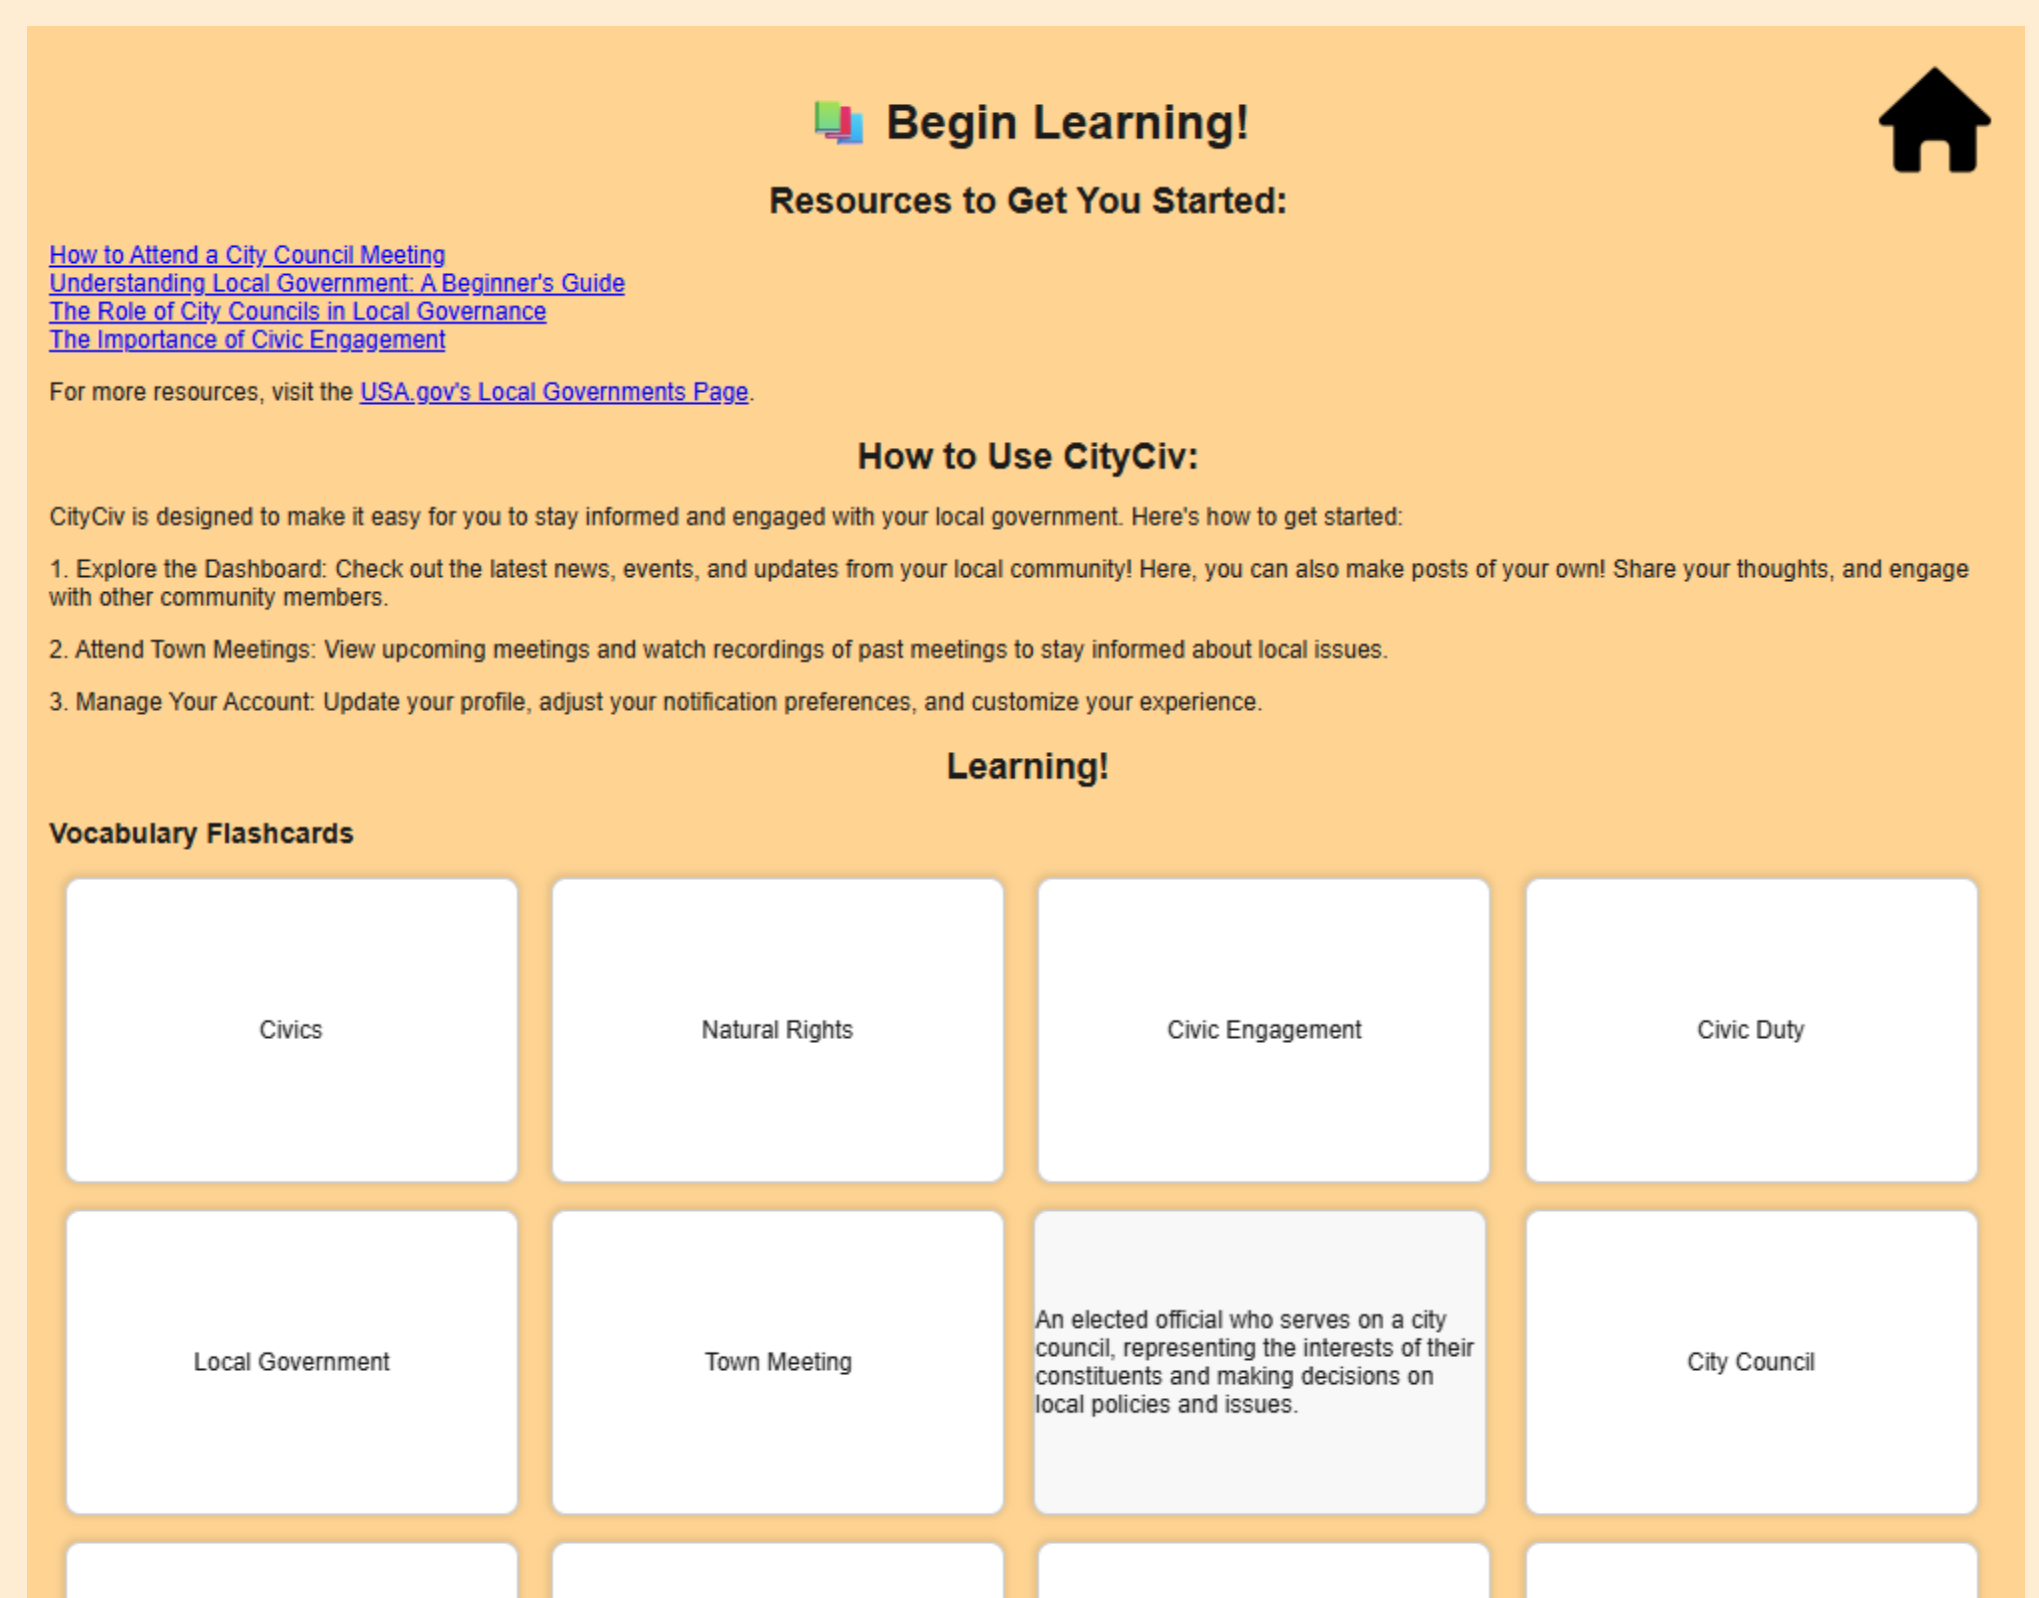 Begin Learning!
Resources to Get You Started:
How to Attend a City Council Meeting
Understanding Local Government: A Beginner's Guide
The Role of City Councils in Local Governance
The Importance of Civic Engagement
For more resources, visit the USA.gov's Local Governments Page.
How to Use CityCiv:
CityCiv is designed to make it easy for you to stay informed and engaged with your local government. Here's how to get started:
1. Explore the Dashboard: Check out the latest news, events, and updates from your local community! Here, you can also make posts of your own! Share your thoughts, and engage
with other community members.
2. Attend Town Meetings: View upcoming meetings and watch recordings of past meetings to stay informed about local issues.
3. Manage Your Account: Update your profile, adjust your notification preferences, and customize your experience.
Learning!
Vocabulary Flashcards
Civics
Natural Rights
Civic Engagement
Civic Duty
Local Government
Town Meeting
An elected official who serves on a city
council, representing the interests of their
constituents and making decisions on
local policies and issues.
City Council